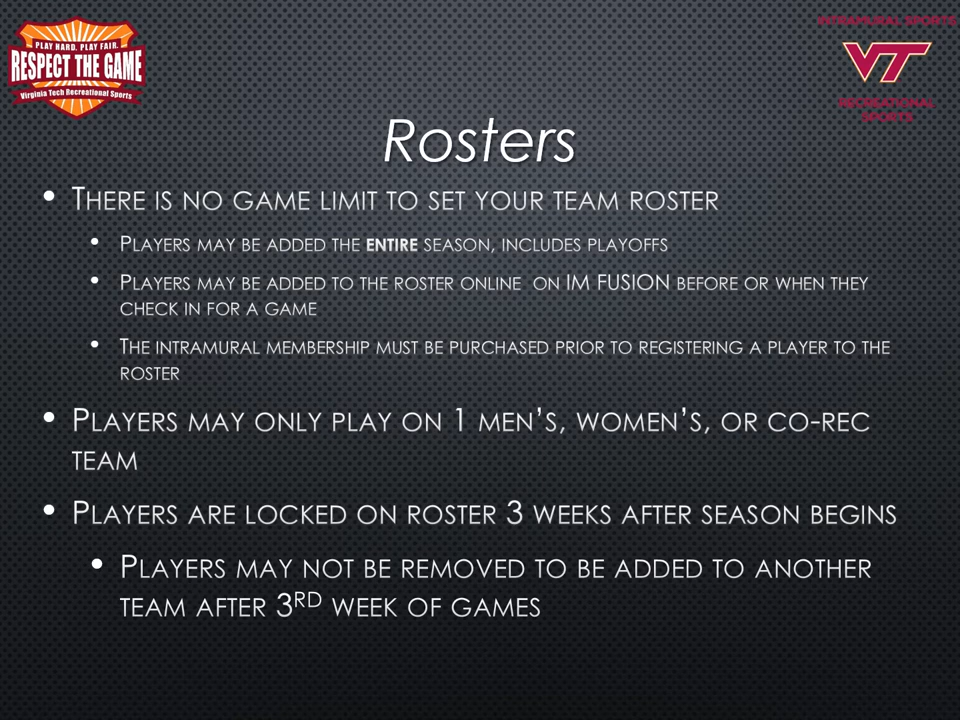 PLAY HARD. PLAY FAIR.
RESPECT THE GAME
Virginia Tech Recreational Sports
INTRAMURAL SPORTS
VT
RECREATIONAL
SPORTS
Rosters
• THERE IS NO GAME LIMIT TO SET YOUR TEAM ROSTER
• PLAYERS MAY BE ADDED THE ENTIRE SEASON, INCLUDES PLAYOFFS
• PLAYERS MAY BE ADDED TO THE ROSTER ONLINE ON IM FUSION BEFORE OR WHEN THEY
CHECK IN FOR A GAME
• THE INTRAMURAL MEMBERSHIP MUST BE PURCHASED PRIOR TO REGISTERING A PLAYER TO THE
ROSTER
• PLAYERS MAY ONLY PLAY ON 1 MEN'S, WOMEN'S, OR CO-REC
TEAM
• PLAYERS ARE LOCKED ON ROSTER 3 WEEKS AFTER SEASON BEGINS
• PLAYERS MAY NOT BE REMOVED TO BE ADDED TO ANOTHER
TEAM AFTER 3RD WEEK OF GAMES